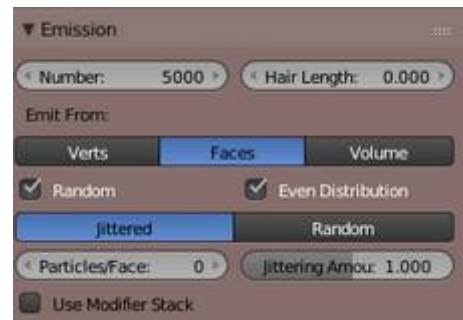 Emission
Number: 5000 Hair Length: 0.000
Emit From:
Verts Faces Volume
Random Even Distribution
Jittered Random
Particles/Face: 0 Jittering Amou: 1.000
Use Modifier Stack